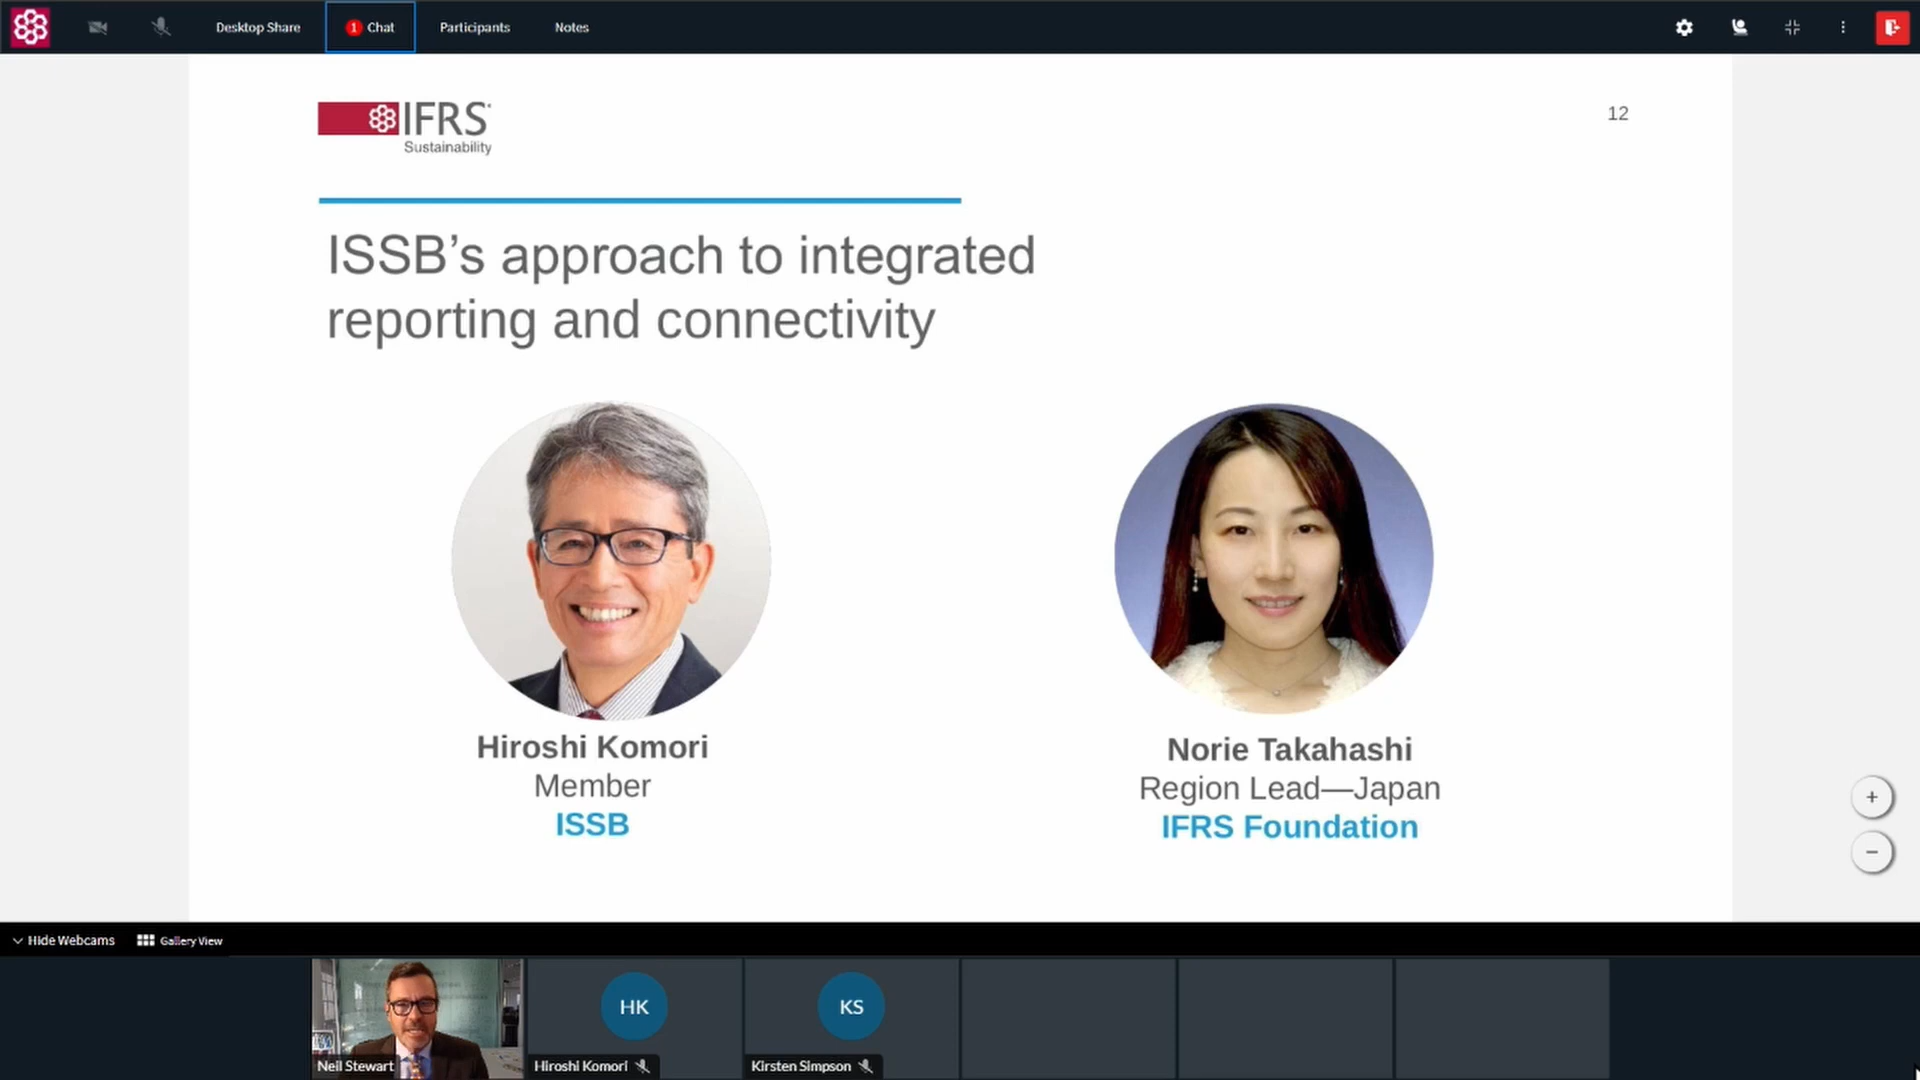 Desktop Share
1 Chat
Participants
Notes
IFRS
Sustainability
12
ISSB’s approach to integrated
reporting and connectivity
Hiroshi Komori
Member
ISSB
Norie Takahashi
Region Lead—Japan
IFRS Foundation
Hide Webcams
Gallery View
HK
KS
Neil Stewart
Hiroshi Komori
Kirsten Simpson